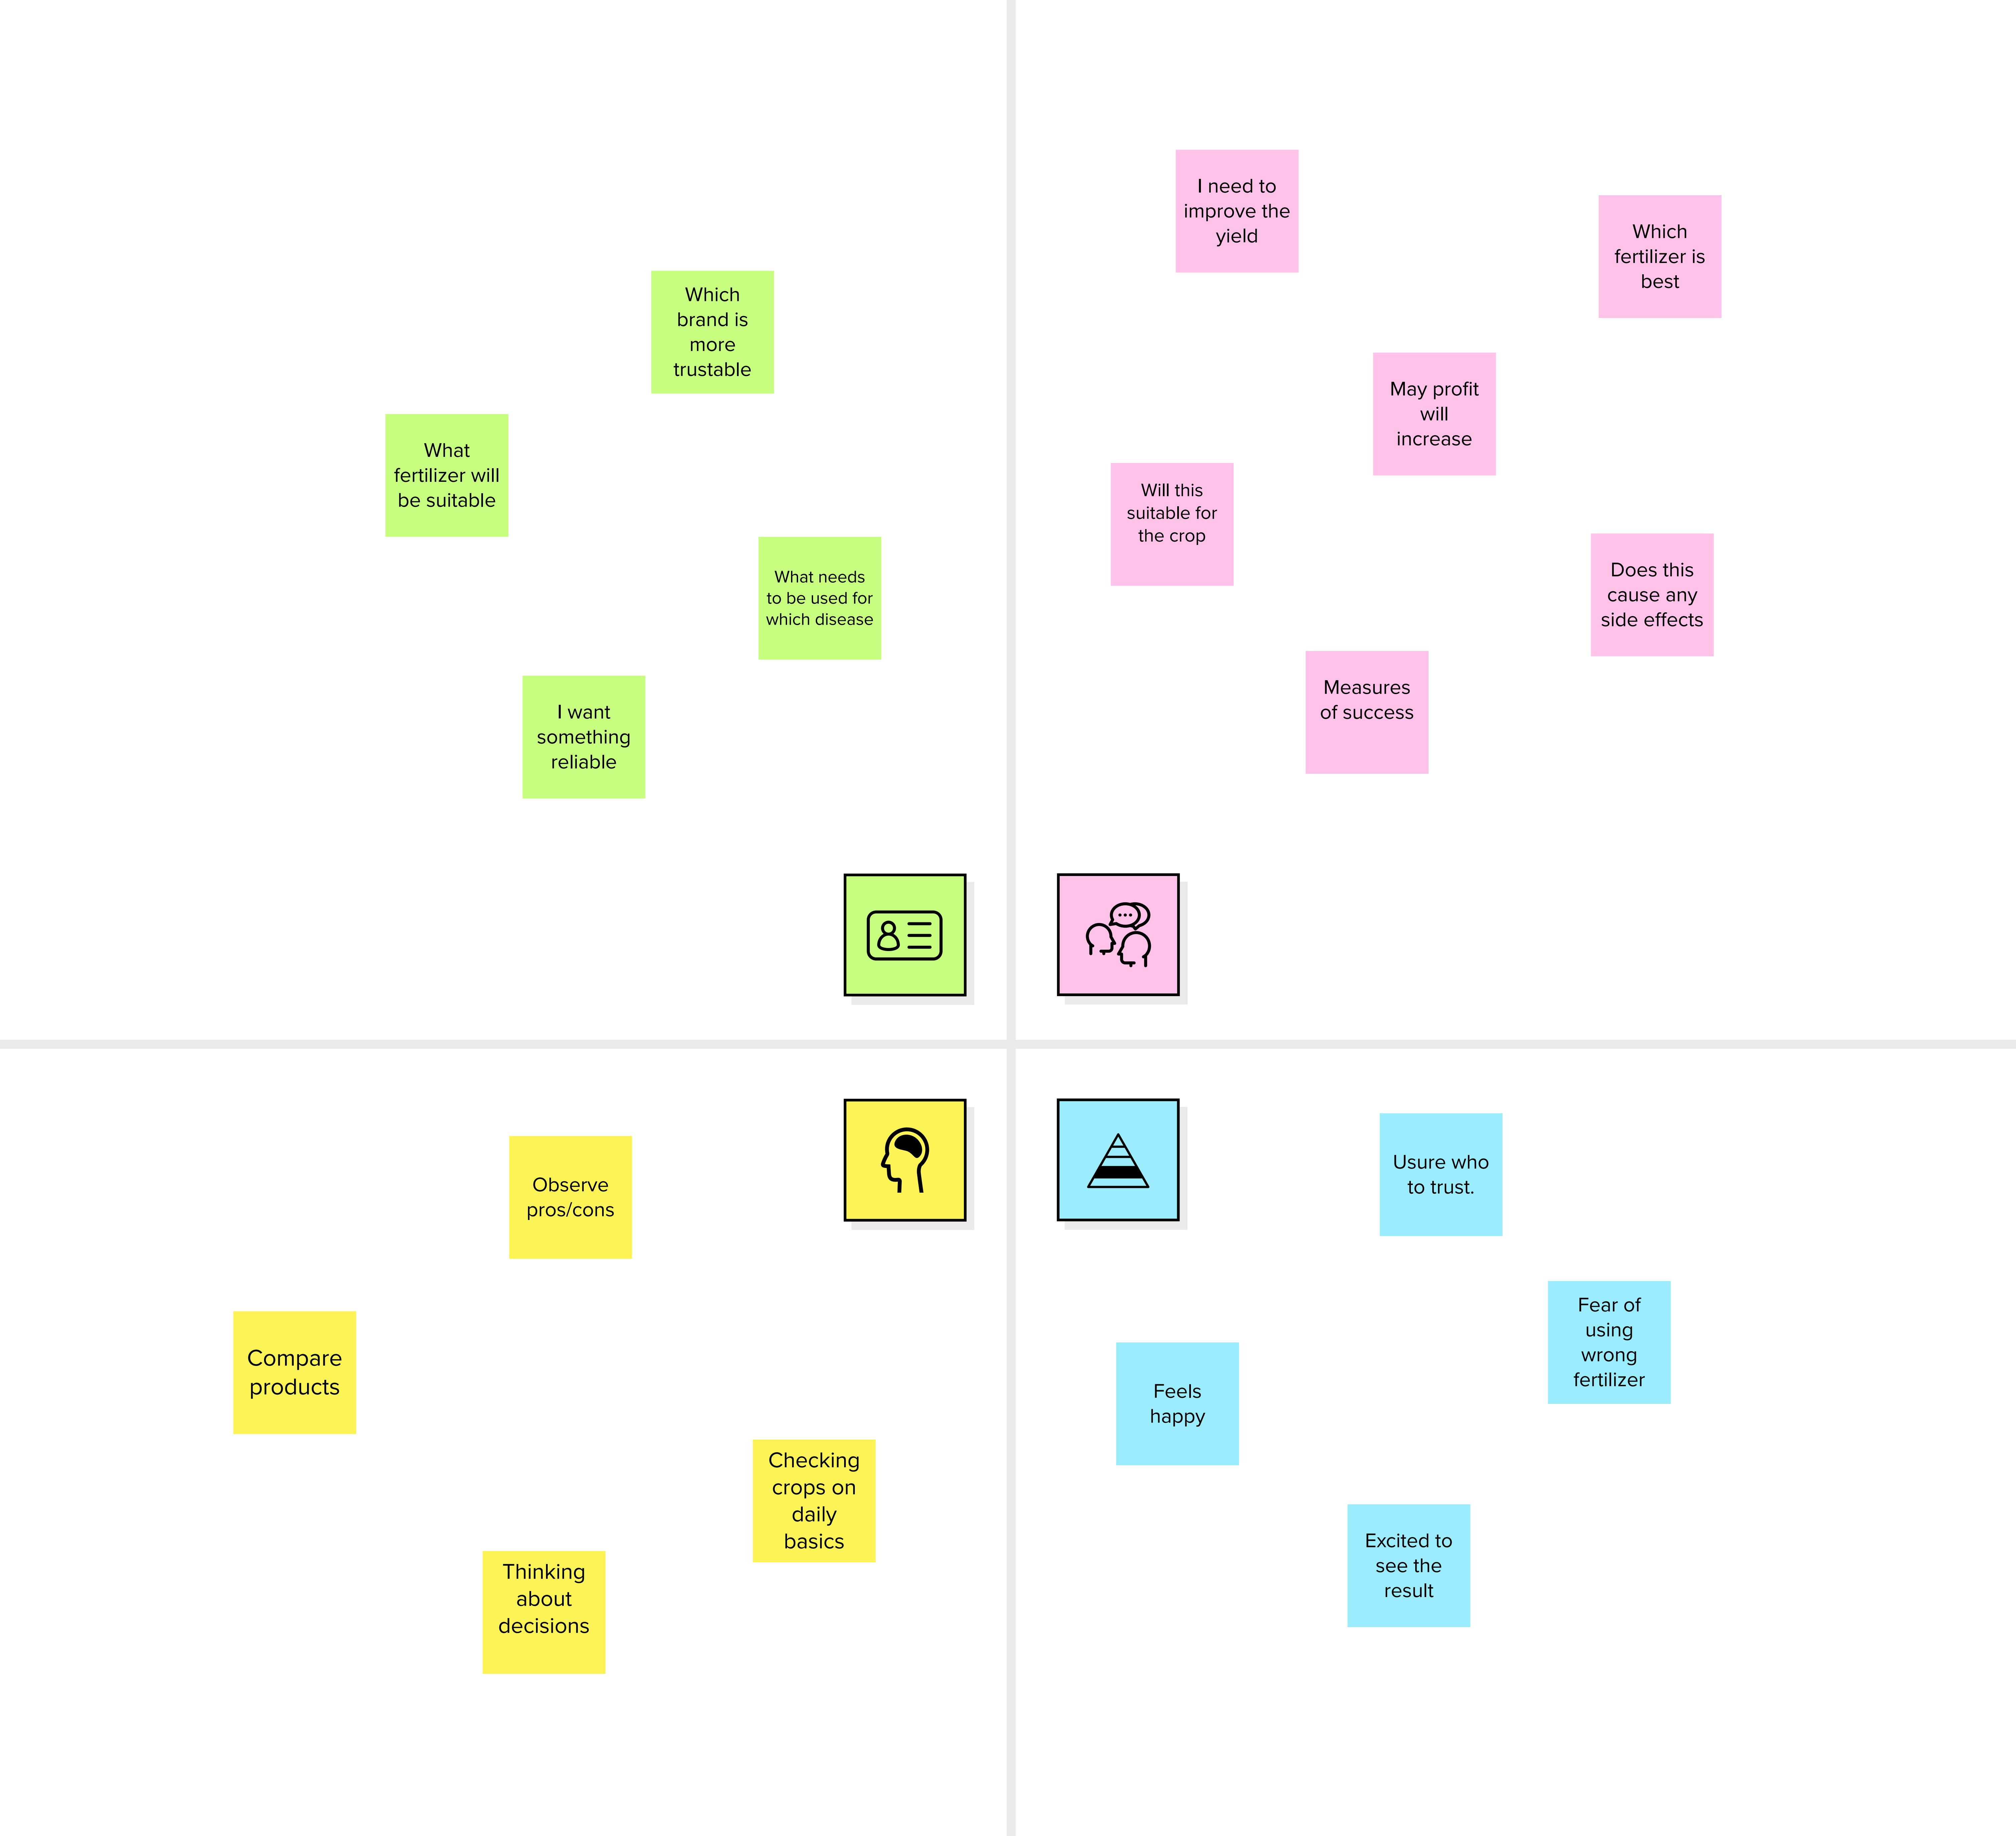 Which
brand is
more
trustable
What
fertilizer will
be suitable
What needs
to be used for
which disease
I want
something
reliable
I need to
improve the
yield
Which
fertilizer is
best
May profit
will
increase
Will this
suitable for
the crop
Does this
cause any
side effects
Measures
of success
Observe
pros/cons
Compare
products
Checking
crops on
daily
basics
Thinking
about
decisions
Usure who
to trust.
Fear of
using
wrong
fertilizer
Feels
happy
Excited to
see the
result